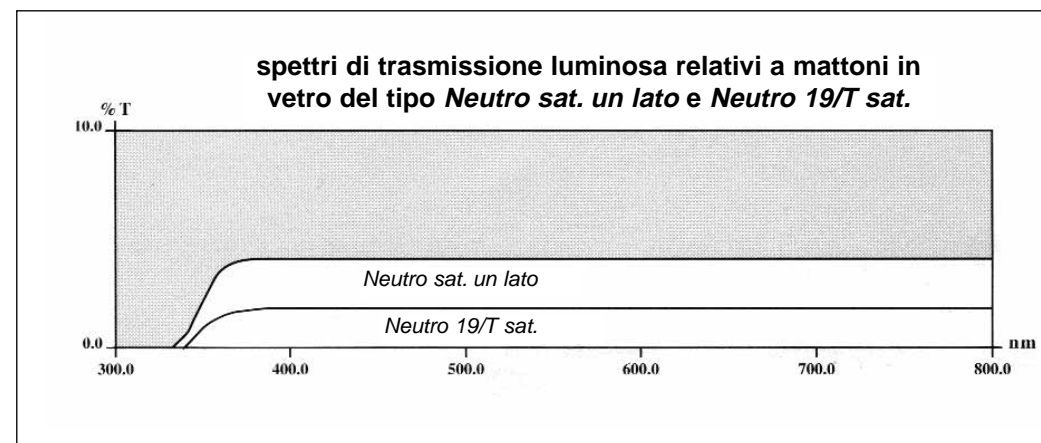 spettri di trasmissione luminosa relativi a mattoni in
vetro del tipo Neutro sat. un lato e Neutro 19/T sat.
% T
10.0
Neutro sat. un lato
Neutro 19/T sat.
0.0
nm
300.0 400.0 500.0 600.0 700.0 800.0